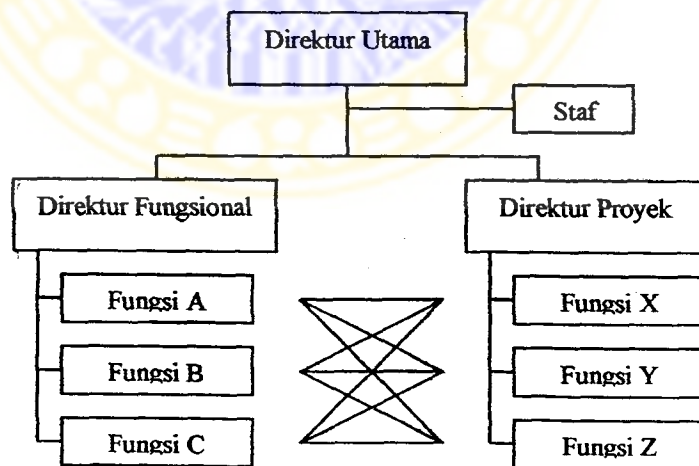 Direktur Utama
Staf
Direktur Fungsional
Direktur Proyek
Fungsi A
Fungsi X
Fungsi B
Fungsi Y
Fungsi C
Fungsi Z